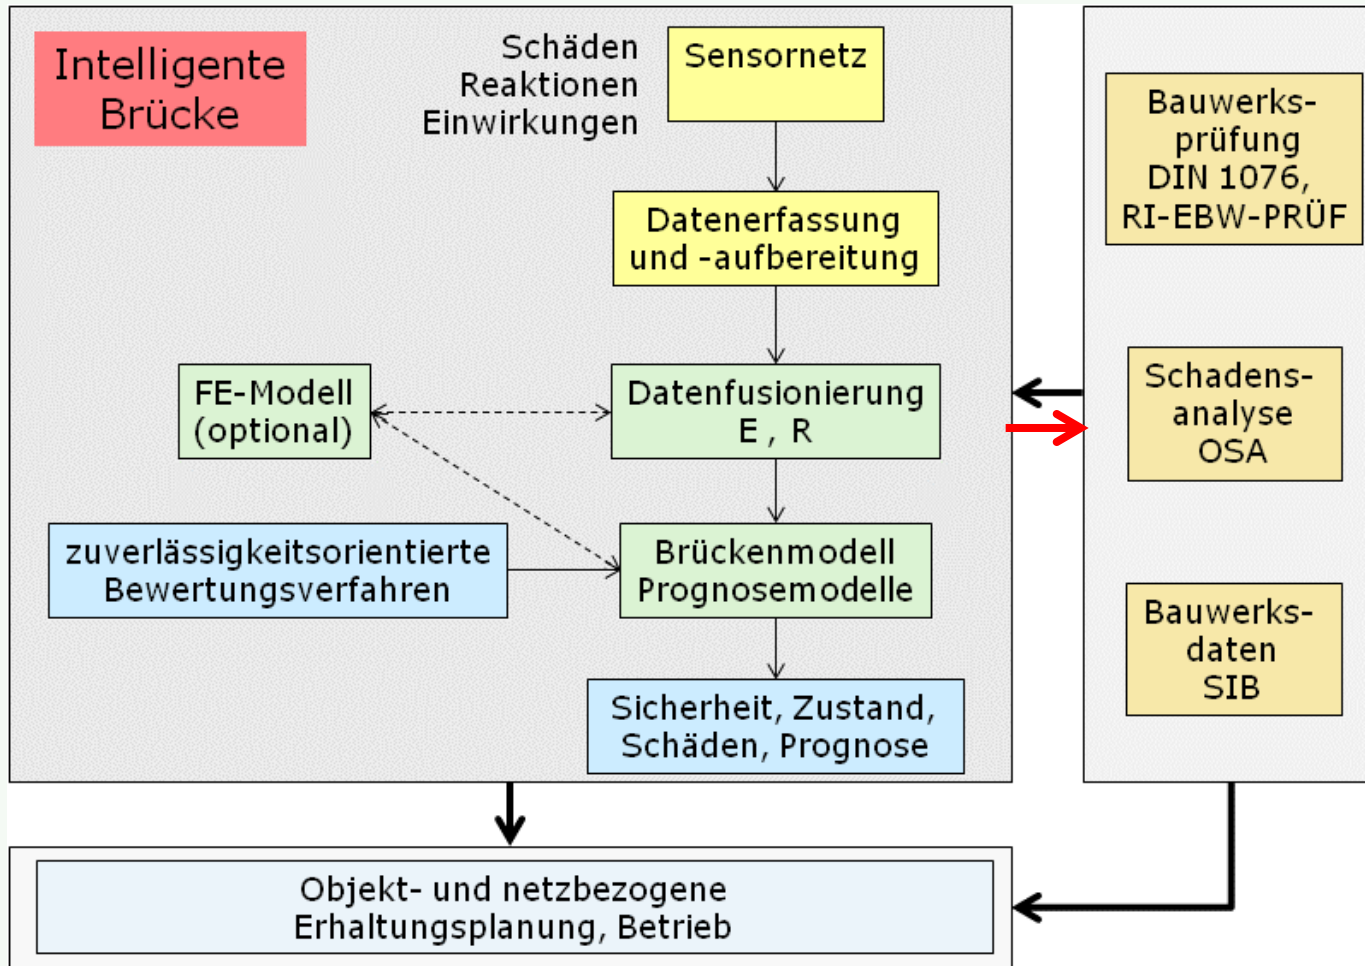 Intelligente
Brücke
Schäden
Reaktionen
Einwirkungen
Sensornetz
Datenerfassung
und -aufbereitung
FE-Modell
(optional)
Datenfusionierung
E , R
zuverlässigkeitsorientierte
Bewertungsverfahren
Brückenmodell
Prognosemodelle
Sicherheit, Zustand,
Schäden, Prognose
Bauwerks-
prüfung
DIN 1076,
RI-EBW-PRÜF
Schadens-
analyse
OSA
Bauwerks-
daten
SIB
Objekt- und netzbezogene
Erhaltungsplanung, Betrieb